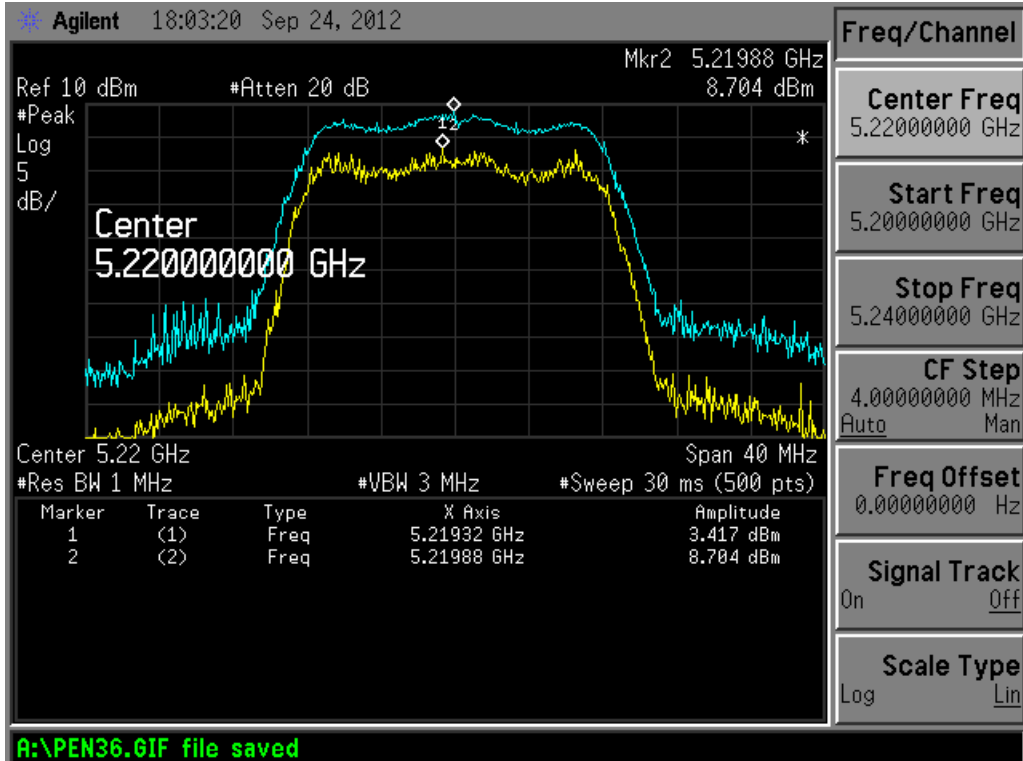 Agilent 18:03:20 Sep 24, 2012
Mkr2 5.21988 GHz
Ref 10 dBm #Atten 20 dB 8.704 dBm
#Peak
Log
5
dB/
1 2
*
Center
5.220000000 GHz
Center 5.22 GHz Span 40 MHz
#Res BW 1 MHz #VBW 3 MHz #Sweep 30 ms (500 pts)
Marker Trace Type X Axis Amplitude
1 (1) Freq 5.21932 GHz 3.417 dBm
2 (2) Freq 5.21988 GHz 8.704 dBm
A:\PEN36.GIF file saved
Freq/Channel
Center Freq
5.22000000 GHz
Start Freq
5.20000000 GHz
Stop Freq
5.24000000 GHz
CF Step
4.00000000 MHz
Auto Man
Freq Offset
0.00000000 Hz
Signal Track
On Off
Scale Type
Log Lin